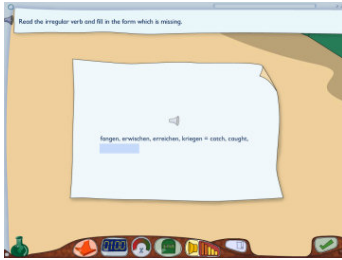 Read the irregular verb and fill in the form which is missing.
fangen, erwischen, erreichen, kriegen = catch, caught,